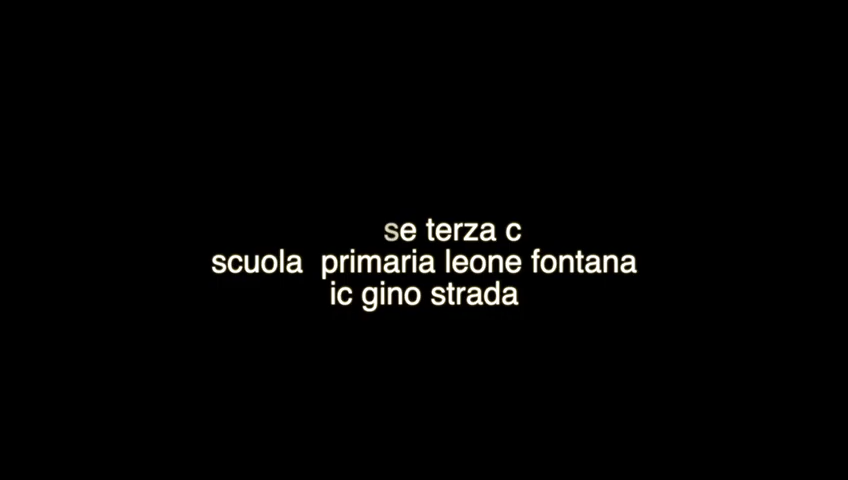 se terza c
scuola primaria leone fontana
ic gino strada